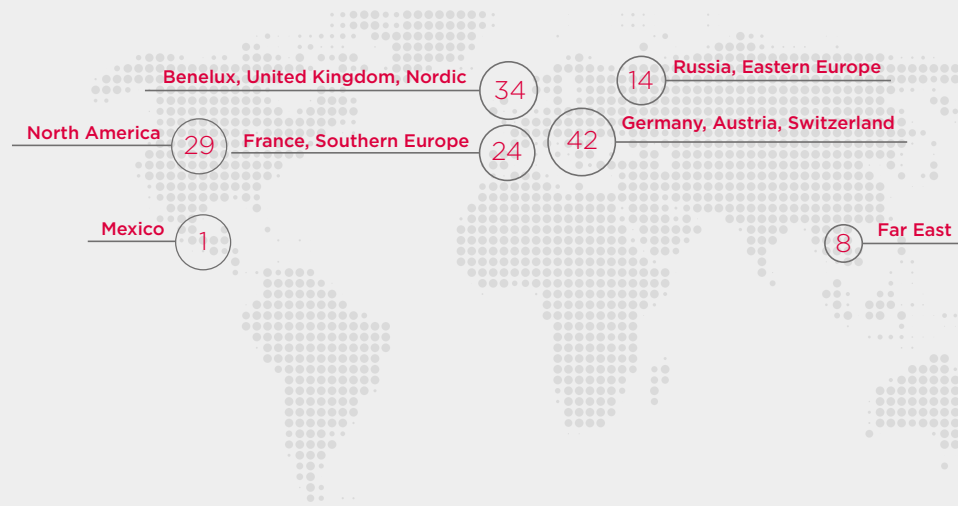 Benelux, United Kingdom, Nordic
34
14
Russia, Eastern Europe
North America
29
France, Southern Europe
24
42
Germany, Austria, Switzerland
Mexico
1
8
Far East